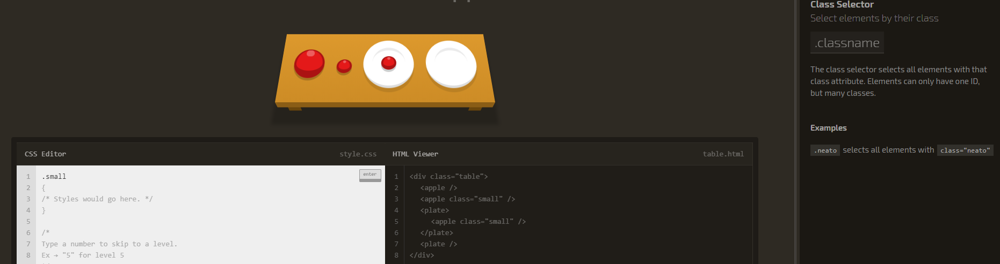 Class Selector
Select elements by their class
.classname
The class selector selects all elements with that
class attribute. Elements can only have one ID,
but many classes.
Examples
.neato selects all elements with class="neato"
CSS Editor
style.css
HTML Viewer
table.html
enter
1 .small
2 {
3 /* Styles would go here. */
4 }
5
6 /*
7 Type a number to skip to a level.
8 Ex → "5" for level 5
1 <div class="table">
2 <apple />
3 <apple class="small" />
4 <plate>
5 <apple class="small" />
6 </plate>
7 <plate />
8 </div>